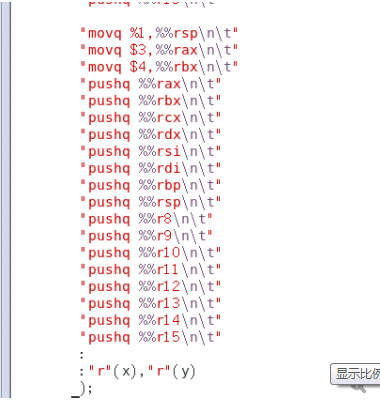 "movq %1,%%rsp\n\t"
"movq $3,%%rax\n\t"
"movq $4,%%rbx\n\t"
"pushq %%rax\n\t"
"pushq %%rbx\n\t"
"pushq %%rcx\n\t"
"pushq %%rdx\n\t"
"pushq %%rsi\n\t"
"pushq %%rdi\n\t"
"pushq %%rbp\n\t"
"pushq %%rsp\n\t"
"pushq %%r8\n\t"
"pushq %%r9\n\t"
"pushq %%r10\n\t"
"pushq %%r11\n\t"
"pushq %%r12\n\t"
"pushq %%r13\n\t"
"pushq %%r14\n\t"
"pushq %%r15\n\t"
:
:"r"(x),"r"(y)
);
显示比例